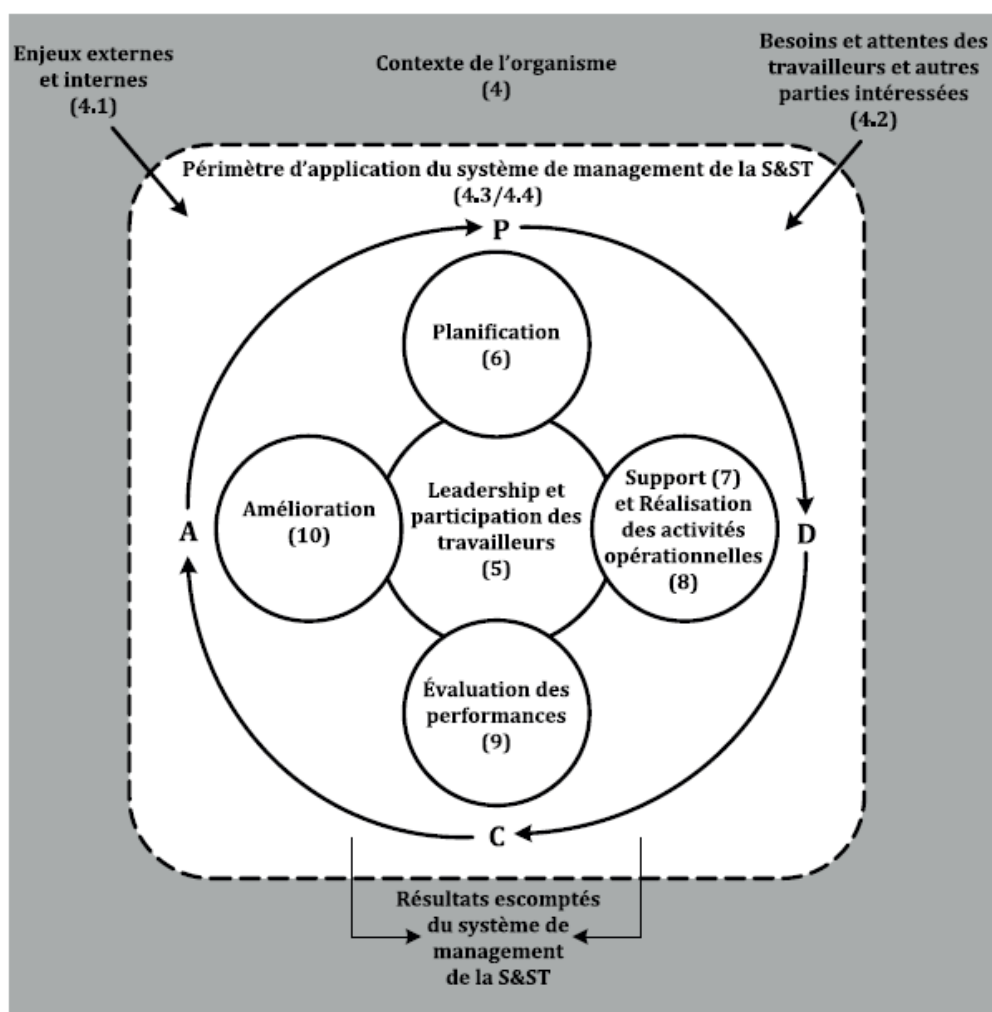 Enjeux externes
et internes
(4.1)
Contexte de l'organisme
(4)
Besoins et attentes des
travailleurs et autres
parties intéressées
(4.2)
Périmètre d'application du système de management de la S&ST
(4.3/4.4)
P
Planification
(6)
A
Amélioration
(10)
Leadership et
participation des
travailleurs
(5)
Support (7)
et Réalisation
des activités
opérationnelles
(8)
D
Évaluation des
performances
(9)
C
Résultats escomptés
du système de
management
de la S&ST